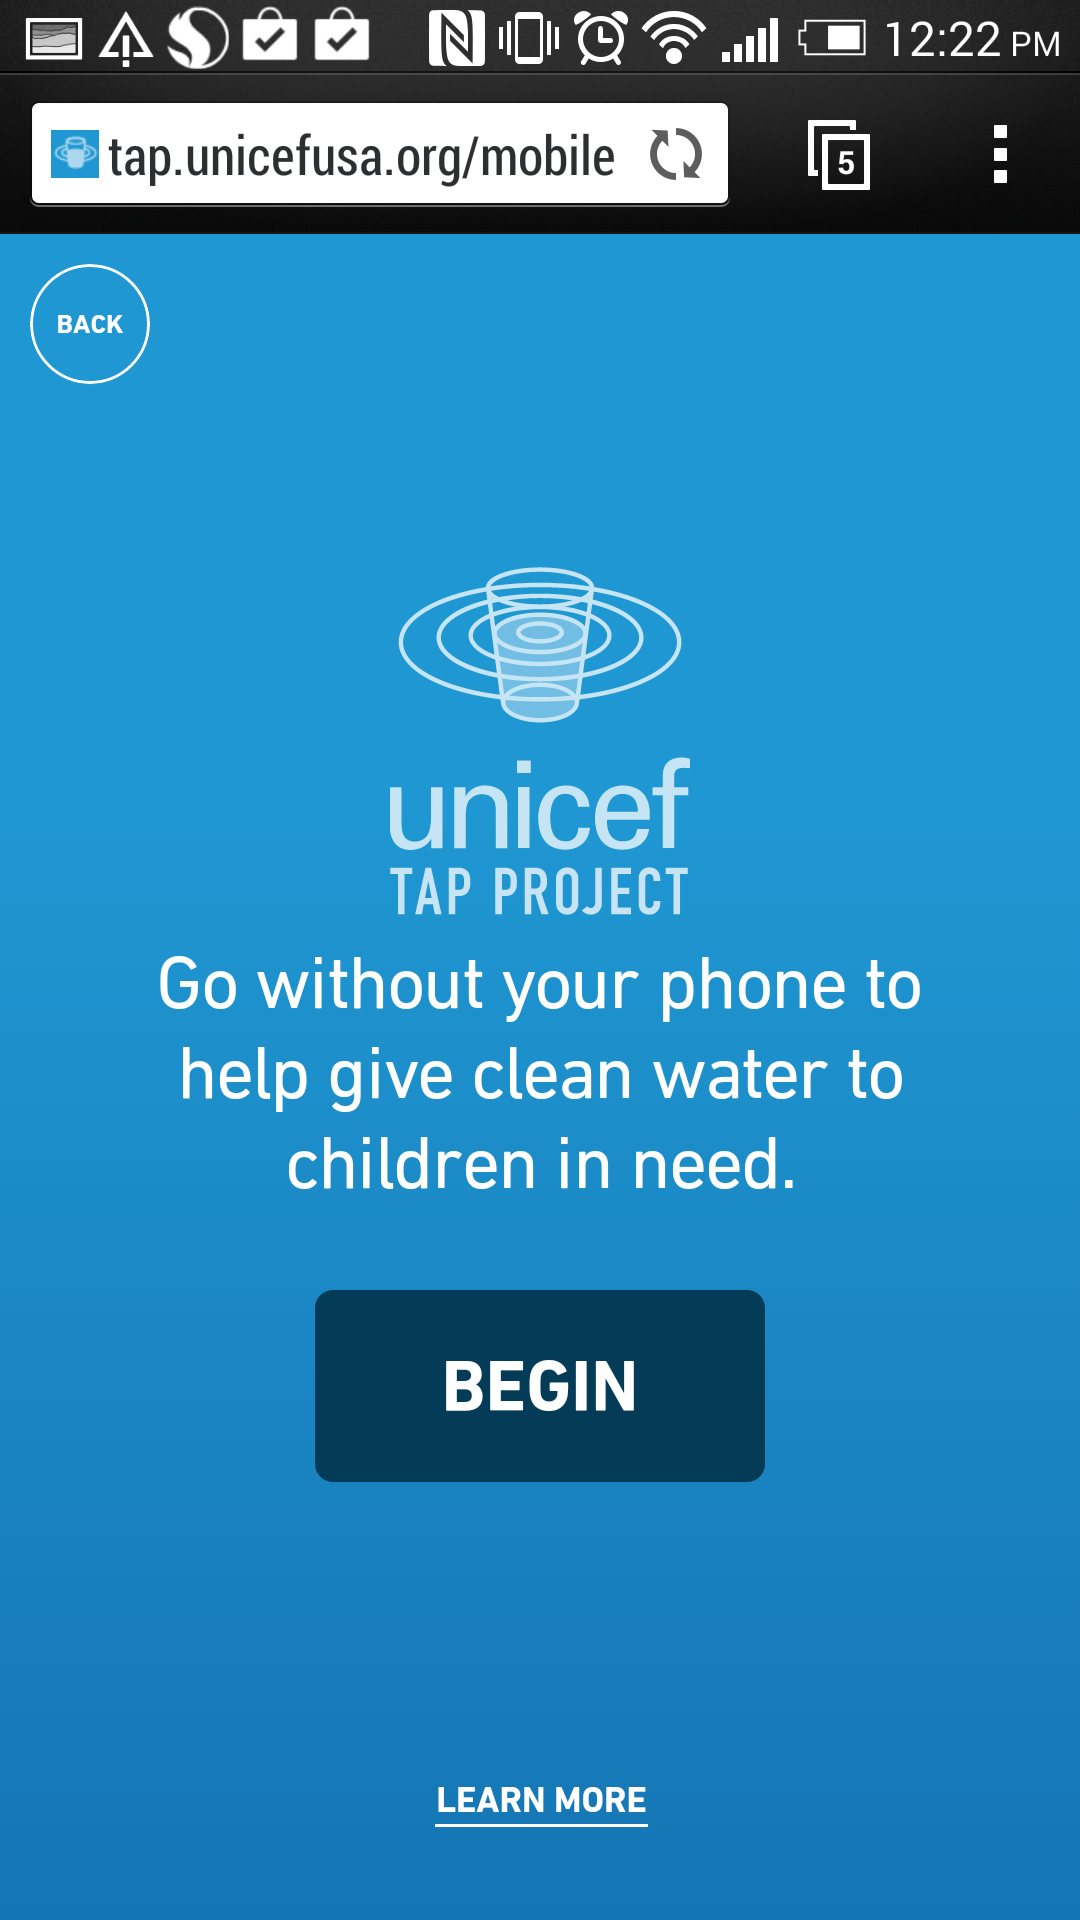 12:22 PM
tap.unicefusa.org/mobile
5
BACK
unicef
TAP PROJECT
Go without your phone to
help give clean water to
children in need.
BEGIN
LEARN MORE